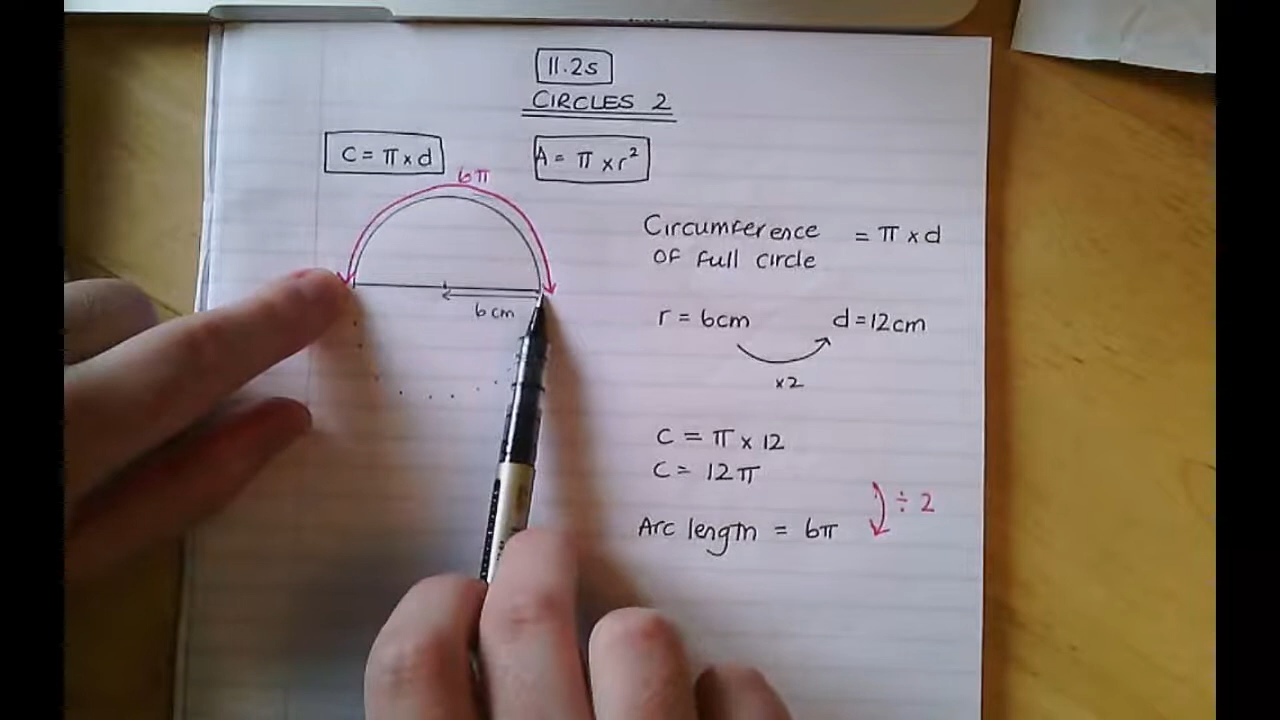 11.2s
CIRCLES 2
C = π x d
A = π x r²
6π
6cm
Circumference = π x d
of full circle
r = 6cm d = 12cm
x2
C = π x 12
C = 12π
÷ 2
Arc length = 6π